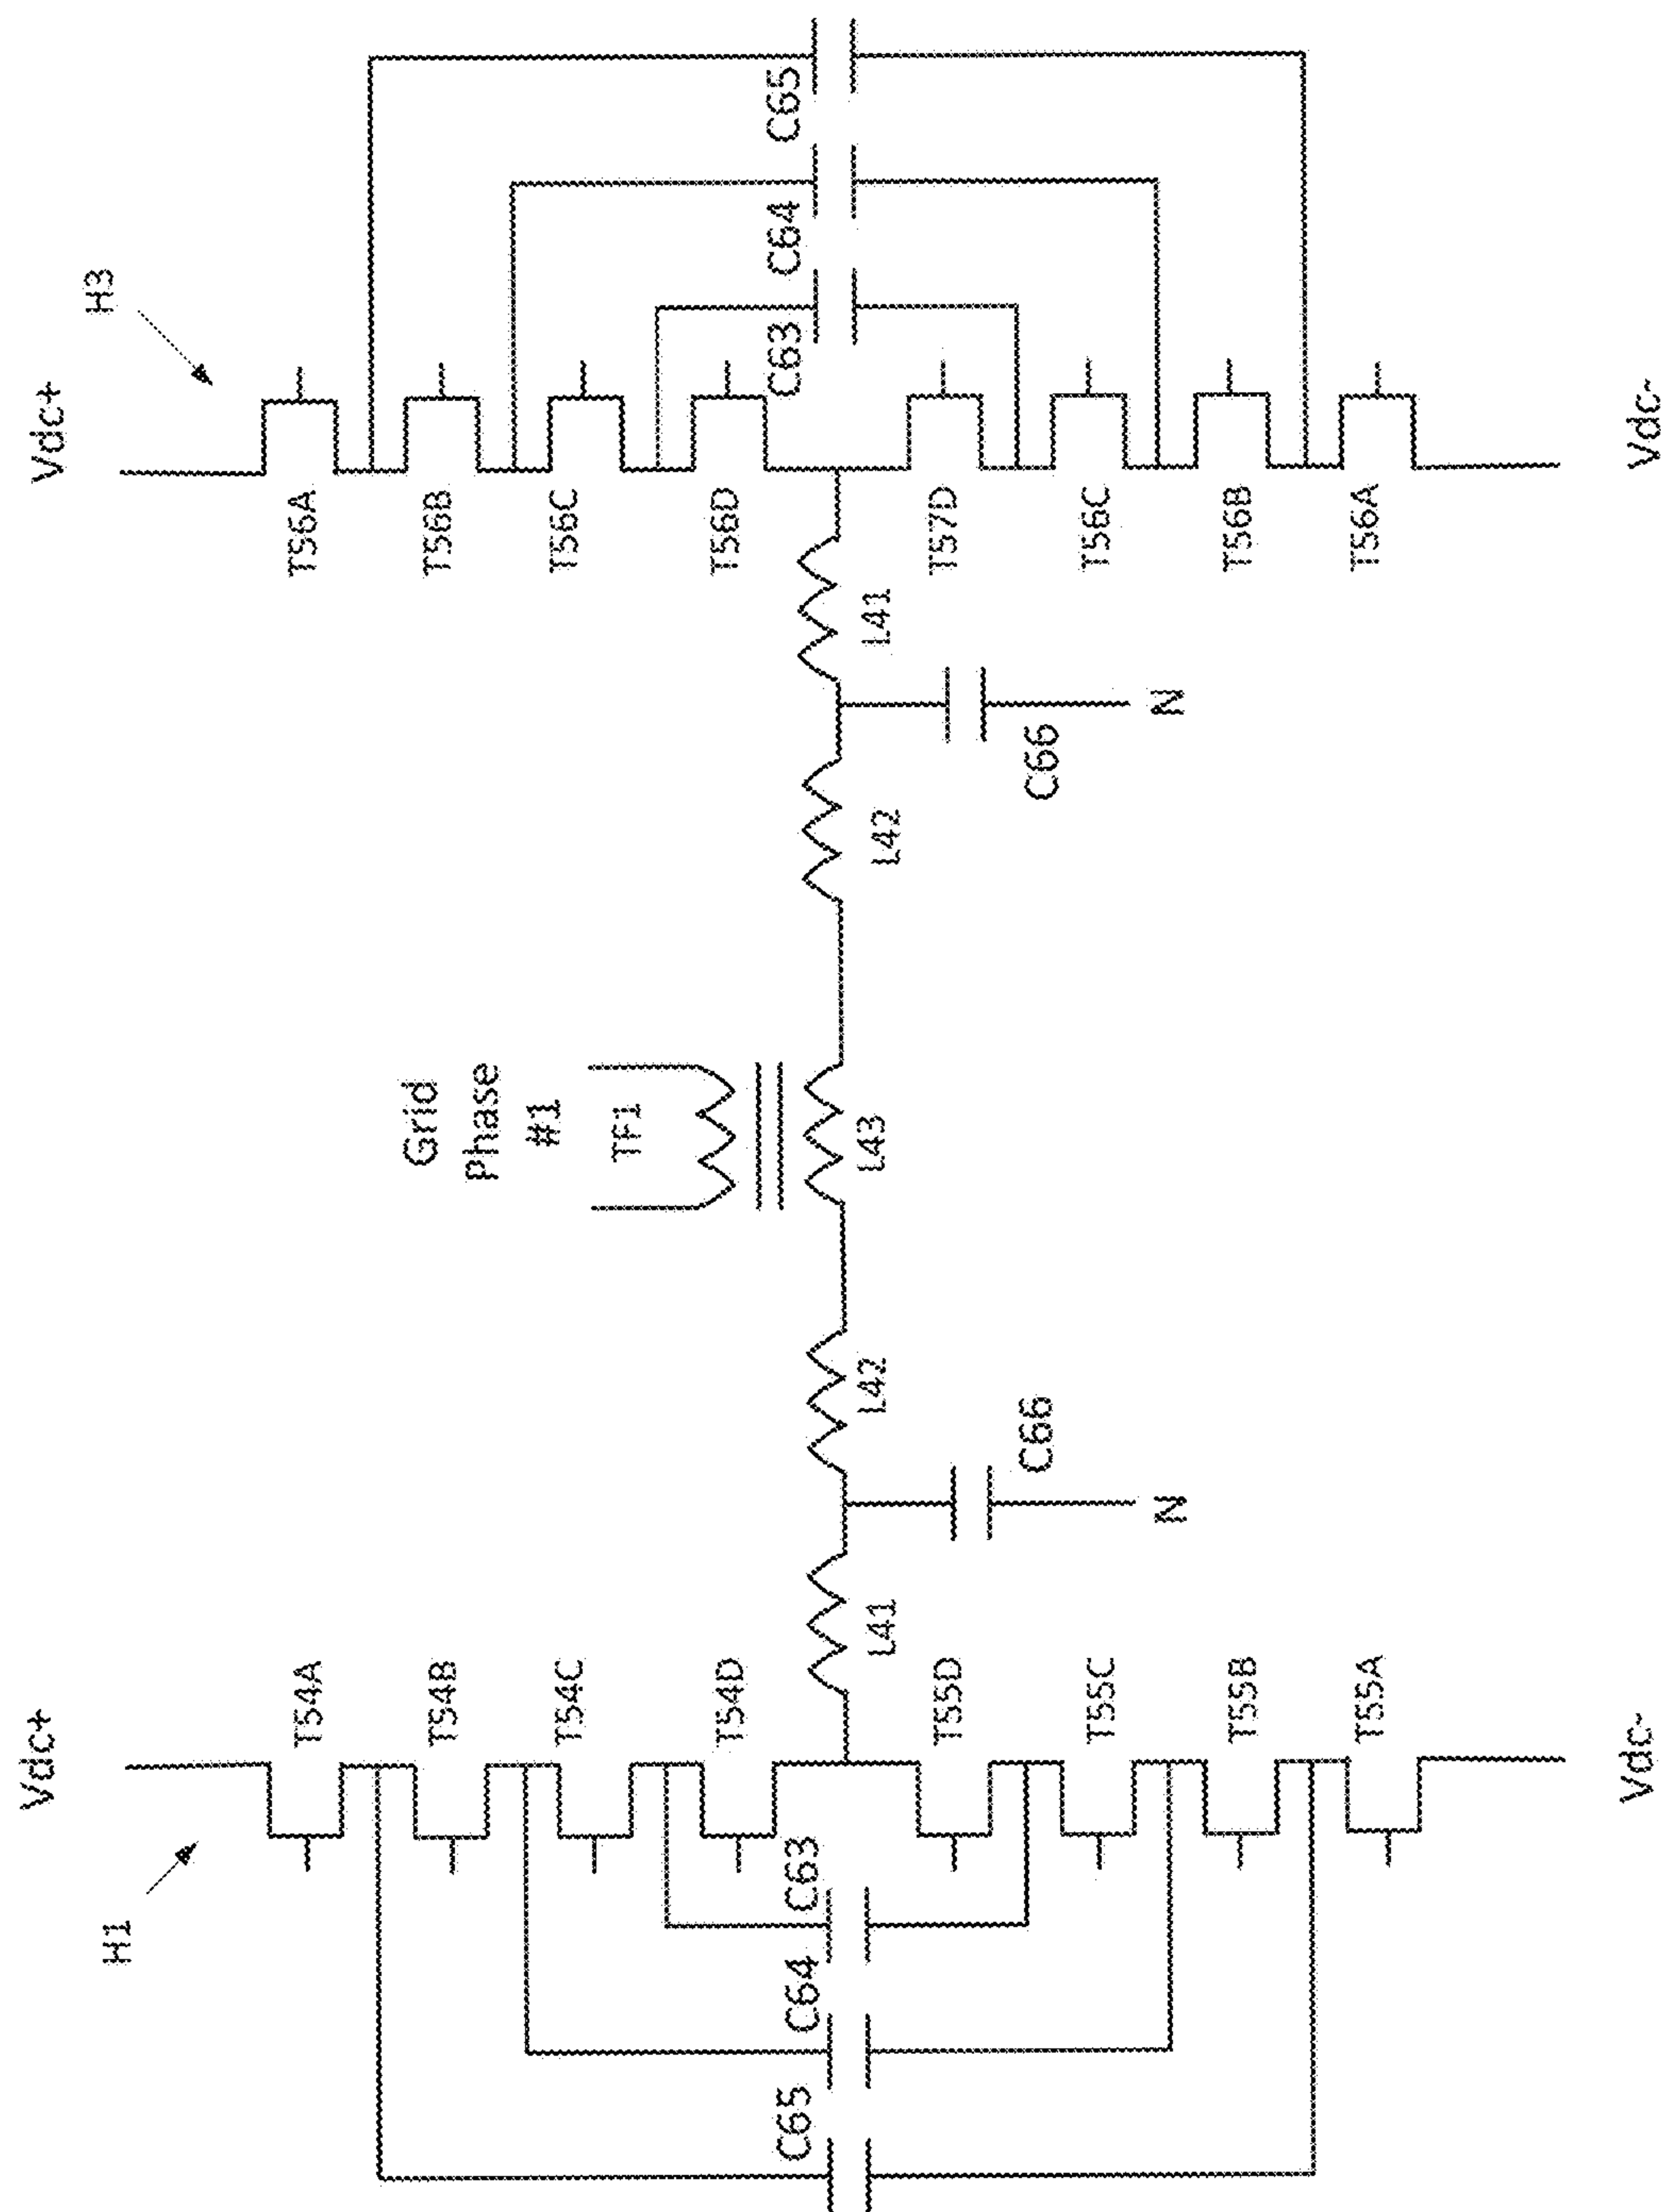 Vdc+
Vdc+
H1
H3
T54A
T56A
Grid
Phase
#1
T54B
T56B
T54C
T56C
TF1
T54D
T56D
C65
C64
C63
C63
C64
C65
L41
L42
L43
L42
L41
T55D
T57D
C66
C66
T55C
T56C
N
N
T55B
T56B
T55A
T56A
Vdc-
Vdc-